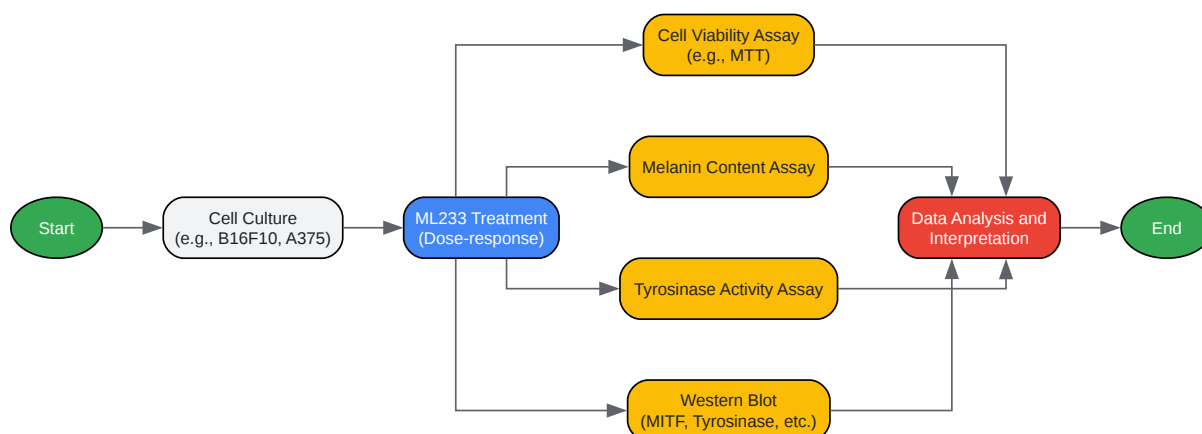 Start
Cell Culture
(e.g., B16F10, A375)
ML233 Treatment
(Dose-response)
Cell Viability Assay
(e.g., MTT)
Melanin Content Assay
Tyrosinase Activity Assay
Western Blot
(MITF, Tyrosinase, etc.)
Data Analysis and
Interpretation
End